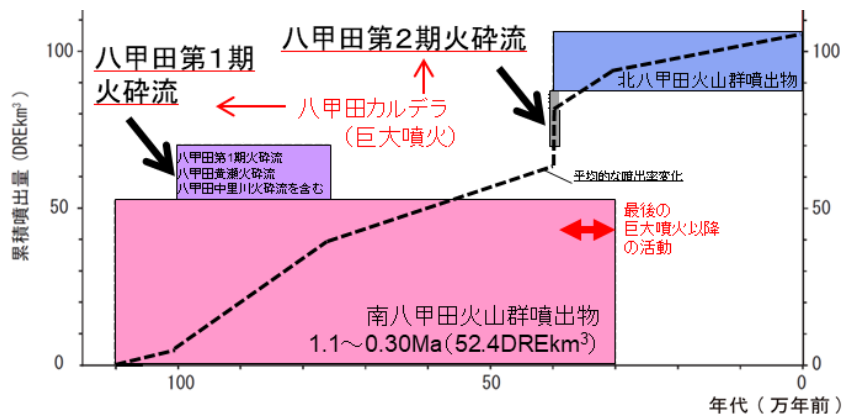 八甲田第1期
火砕流
八甲田第2期火砕流
八甲田カルデラ
（巨大噴火）
北八甲田火山群噴出物
八甲田第1期火砕流
八甲田黄瀬火砕流
八甲田中里川火砕流を含む
平均的な噴出率変化
最後の
巨大噴火以降
の活動
南八甲田火山群噴出物
1.1～0.30Ma（52.4DREkm³）
累積噴出量（DREkm³）
100
50
0
100
50
0
100
50
0
年代（万年前）